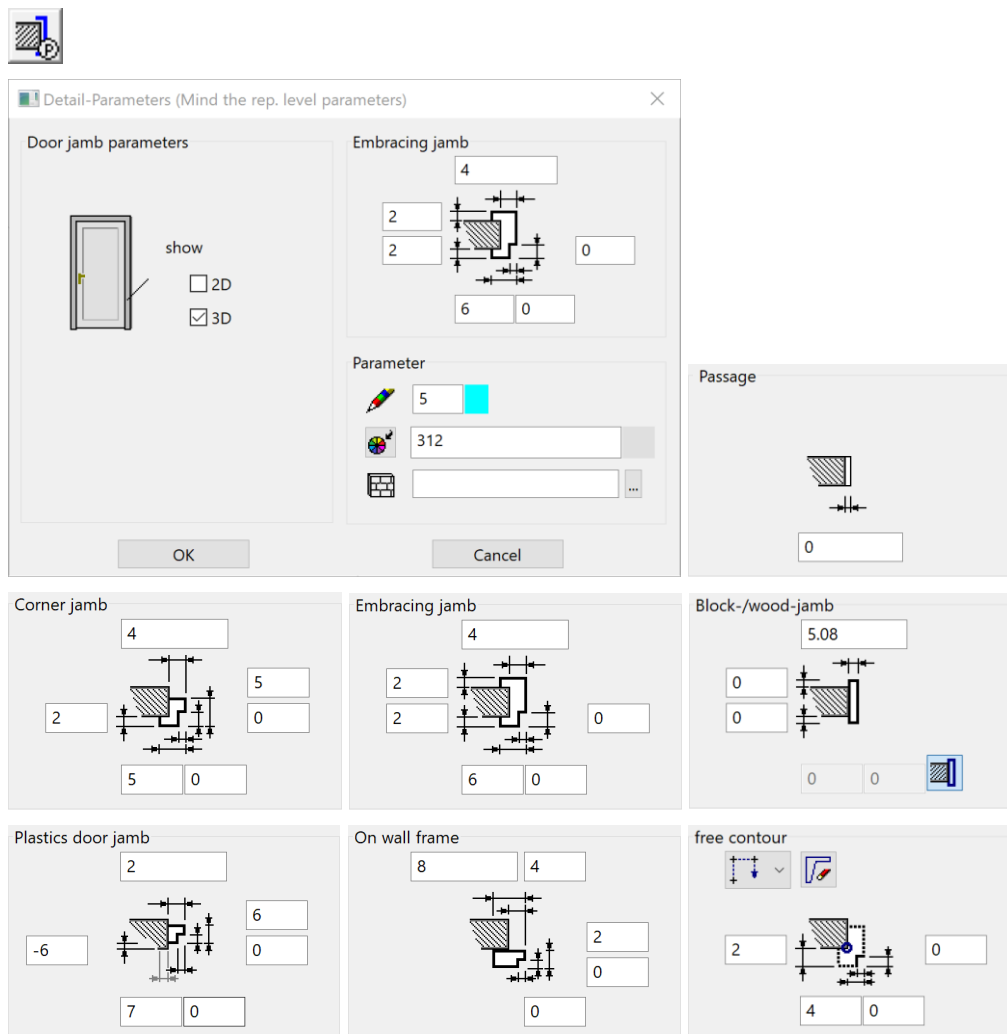 P
Detail-Parameters (Mind the rep. level parameters)
Door jamb parameters
show
2D
3D
Embracing jamb
4
2
2
0
6 0
Parameter
5
312
...
OK
Cancel
Passage
0
Corner jamb
4
5
2
0
5 0
Embracing jamb
4
2
2
0
6 0
Block-/wood-jamb
5.08
0
0
0 0
Plastics door jamb
2
6
-6
0
7 0
On wall frame
8 4
2
0
0
free contour
2
0
4 0